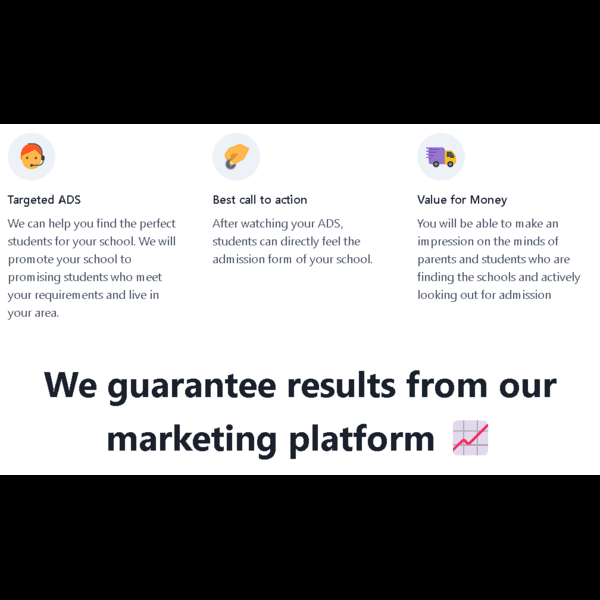 Targeted ADS
We can help you find the perfect
students for your school. We will
promote your school to
promising students who meet
your requirements and live in
your area.
Best call to action
After watching your ADS,
students can directly feel the
admission form of your school.
Value for Money
You will be able to make an
impression on the minds of
parents and students who are
finding the schools and actively
looking out for admission
We guarantee results from our
marketing platform